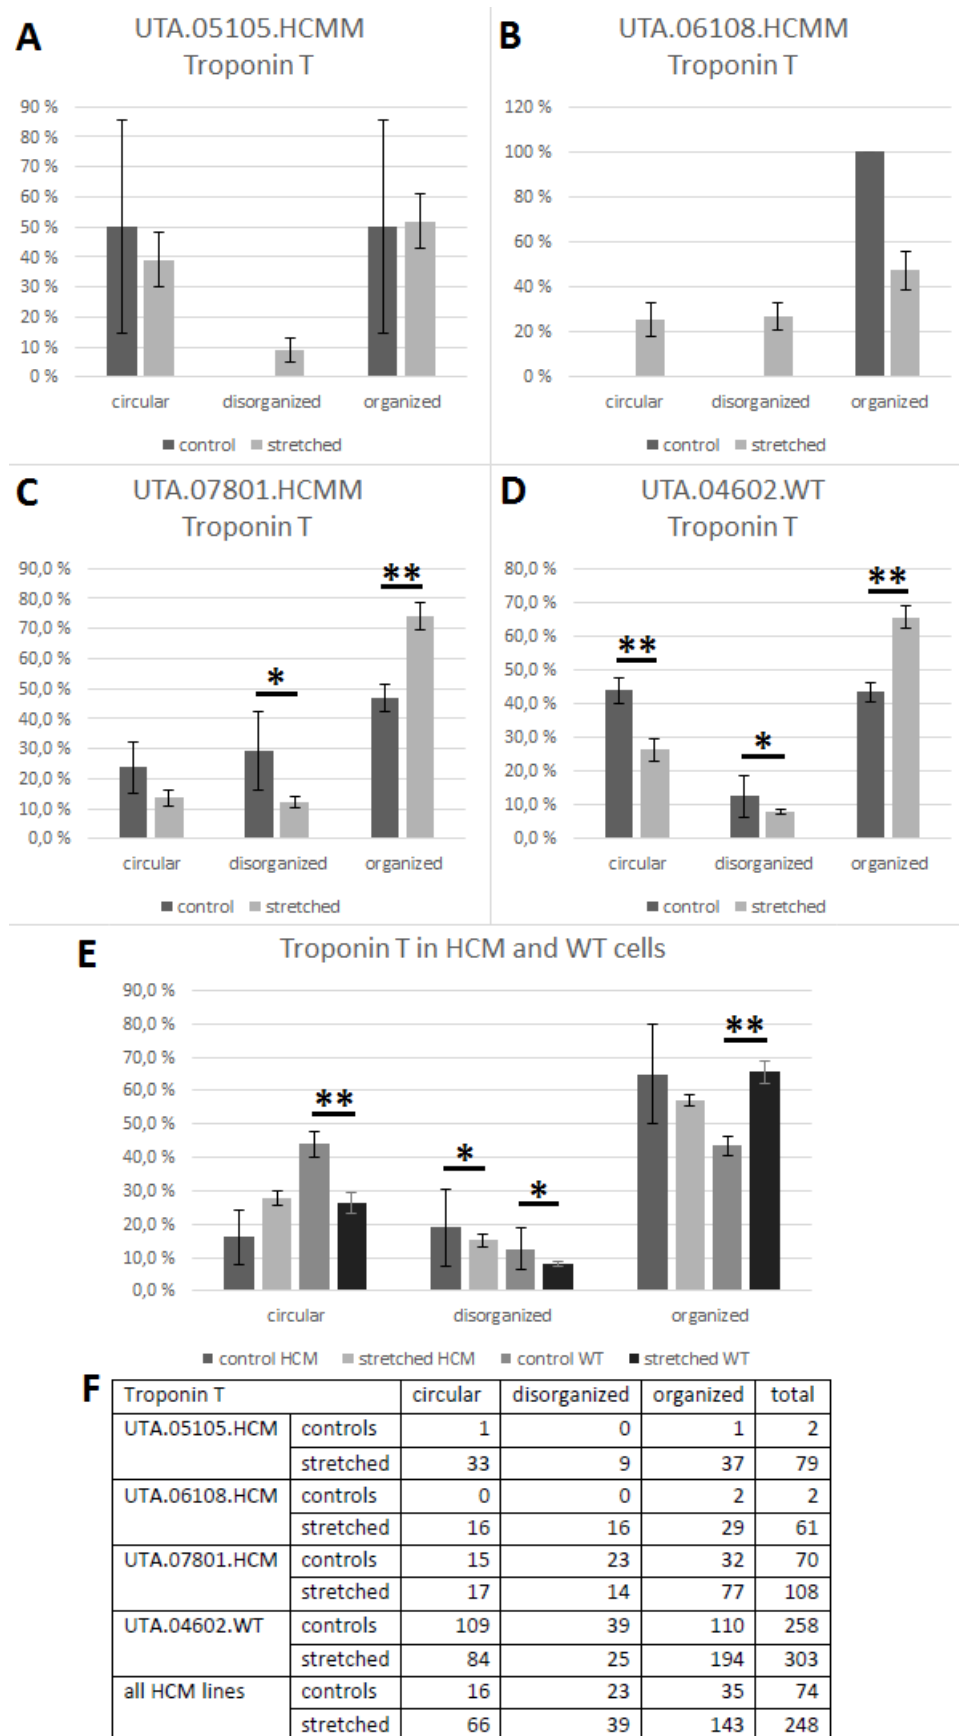 A
UTA.05105.HCMM
Troponin T
90 %
80 %
70 %
60 %
50 %
40 %
30 %
20 %
10 %
0 %
circular disorganized organized
control stretched
B
UTA.06108.HCMM
Troponin T
120 %
100 %
80 %
60 %
40 %
20 %
0 %
circular disorganized organized
control stretched
C
UTA.07801.HCMM
Troponin T
90,0 %
80,0 %
70,0 %
60,0 %
50,0 %
40,0 %
30,0 %
20,0 %
10,0 %
0,0 %
*
**
circular disorganized organized
control stretched
D
UTA.04602.WT
Troponin T
80,0 %
70,0 %
60,0 %
50,0 %
40,0 %
30,0 %
20,0 %
10,0 %
0,0 %
**
*
**
circular disorganized organized
control stretched
E
Troponin T in HCM and WT cells
90,0 %
80,0 %
70,0 %
60,0 %
50,0 %
40,0 %
30,0 %
20,0 %
10,0 %
0,0 %
**
*
*
**
circular disorganized organized
control HCM stretched HCM control WT stretched WT
F
Troponin T circular disorganized organized total
UTA.05105.HCM controls 1 0 1 2
stretched 33 9 37 79
UTA.06108.HCM controls 0 0 2 2
stretched 16 16 29 61
UTA.07801.HCM controls 15 23 32 70
stretched 17 14 77 108
UTA.04602.WT controls 109 39 110 258
stretched 84 25 194 303
all HCM lines controls 16 23 35 74
stretched 66 39 143 248